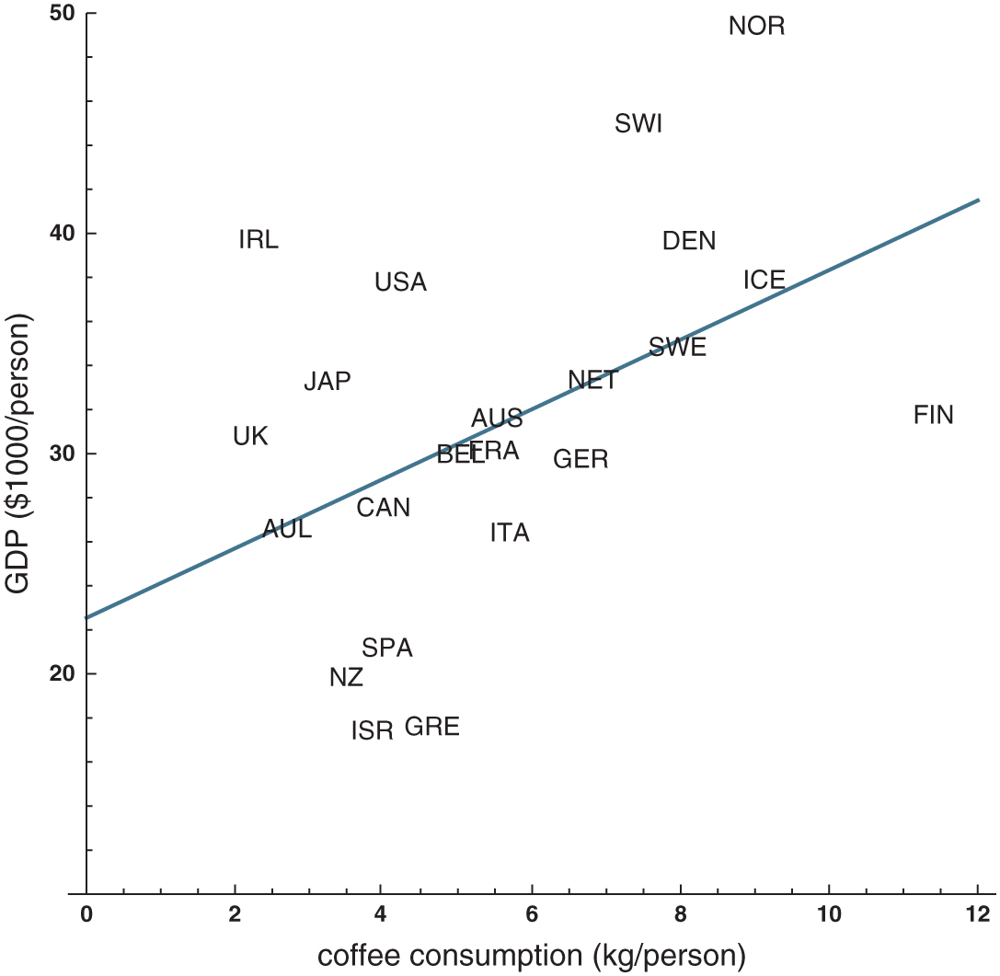 50
NOR
SWI
40
IRL
DEN
USA
ICE
SWE
JAP
NET
AUS
FIN
UK
30
BEL
FRA
GER
CAN
AUL
ITA
SPA
20
NZ
ISR
GRE
GDP ($1000/person)
0 2 4 6 8 10 12
coffee consumption (kg/person)